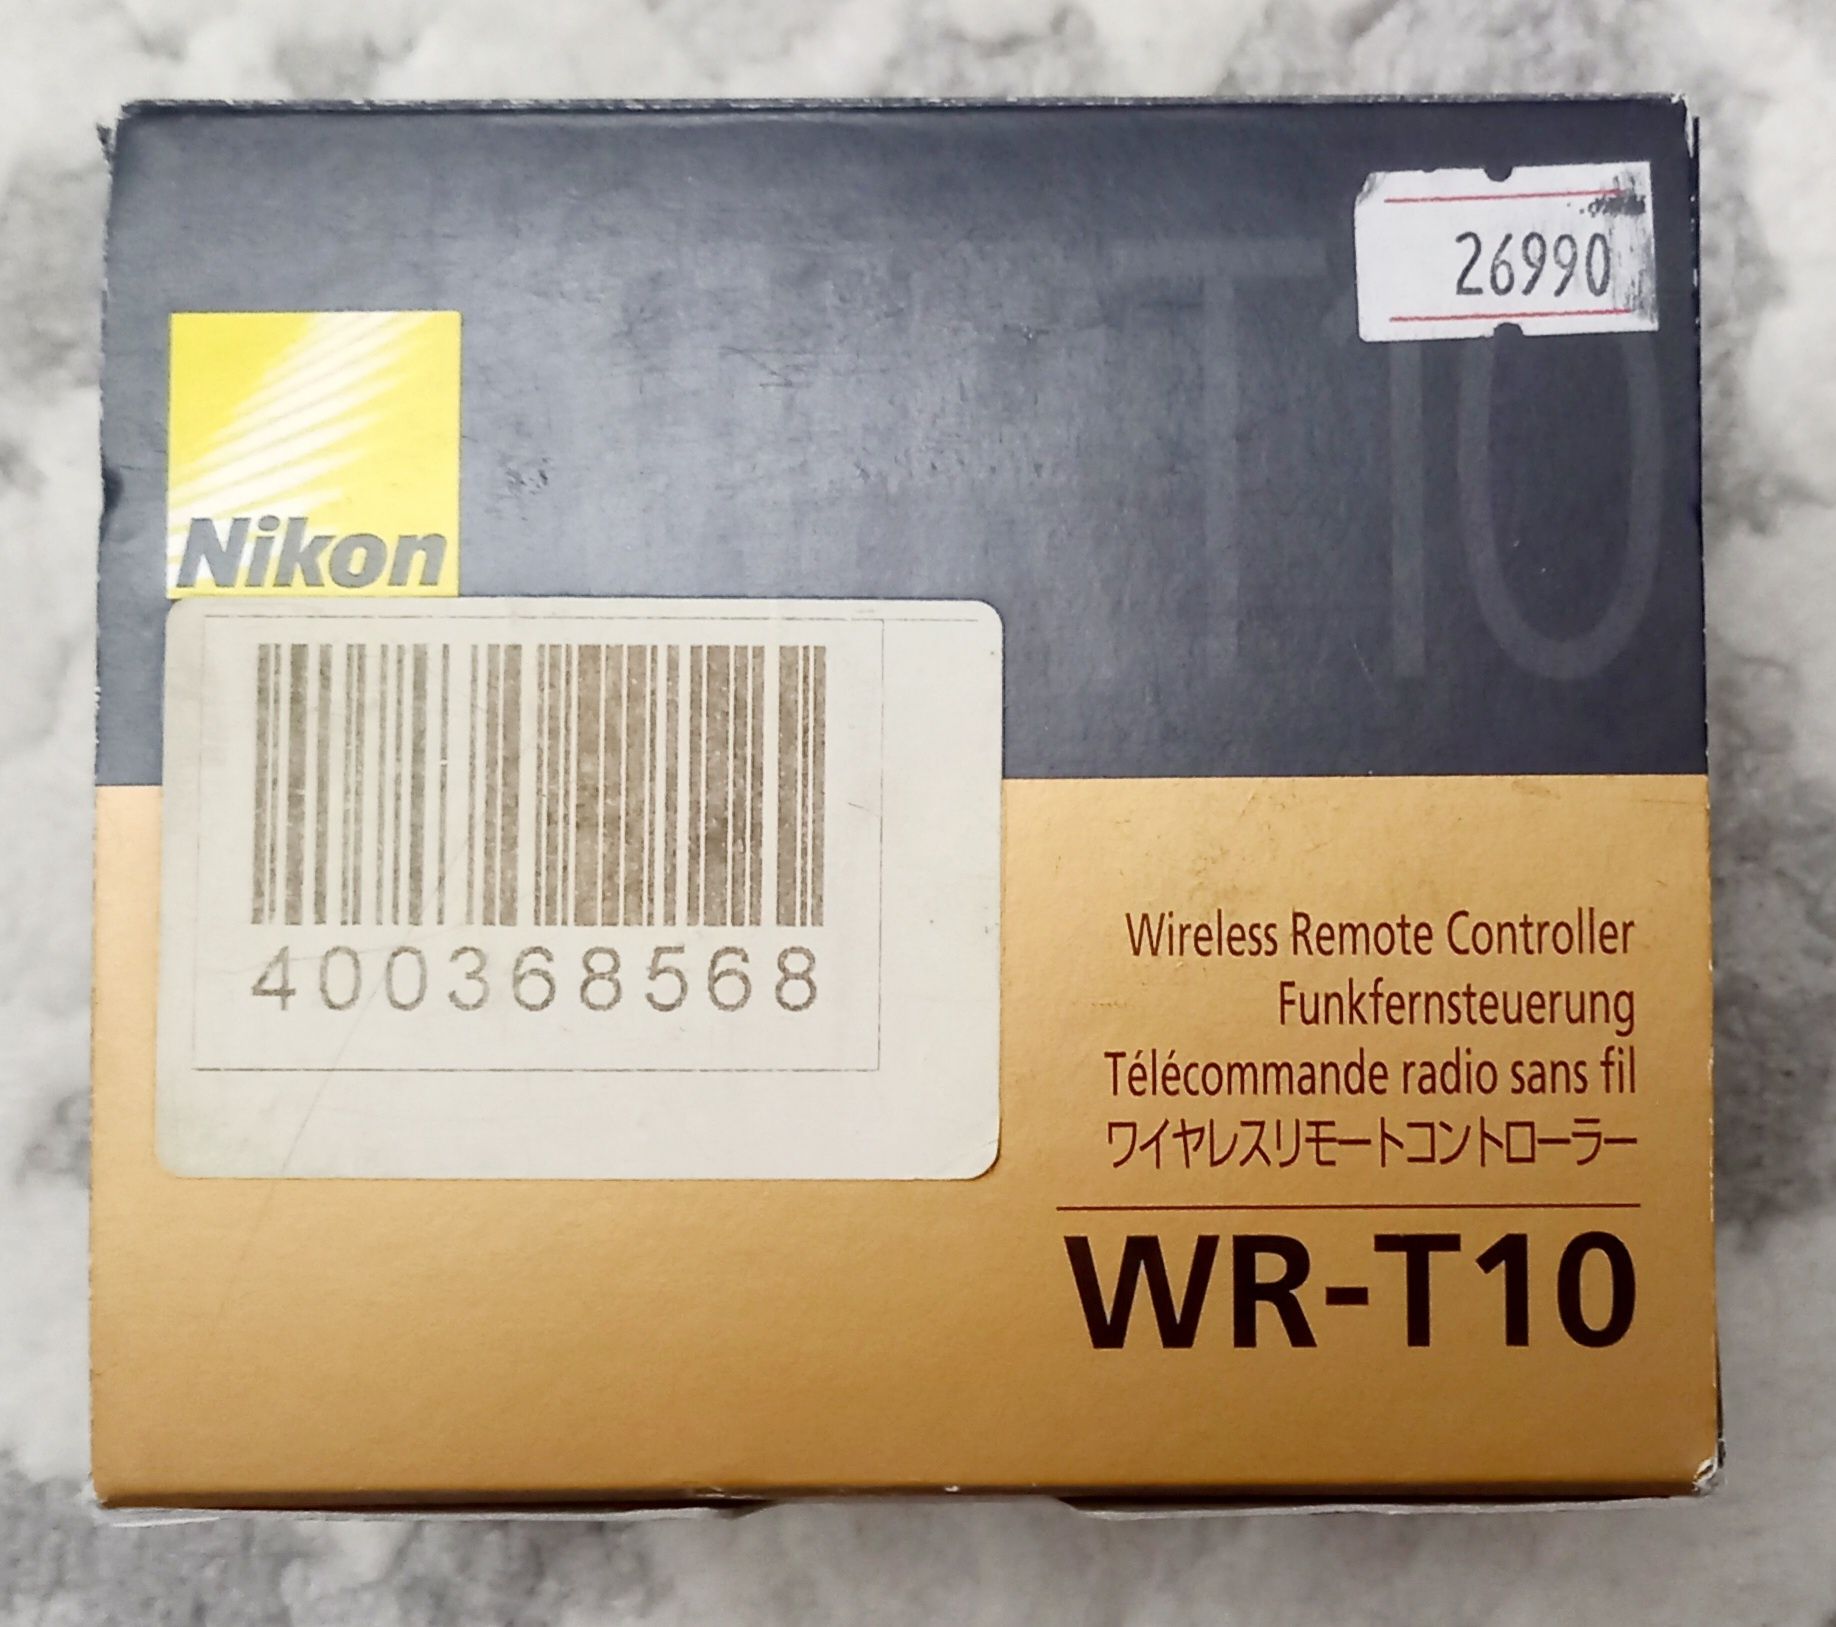 26990
T10
Nikon
400368568
Wireless Remote Controller
Funkfernsteuerung
Télécommande radio sans fil
ワイヤレスリモートコントローラー
WR-T10